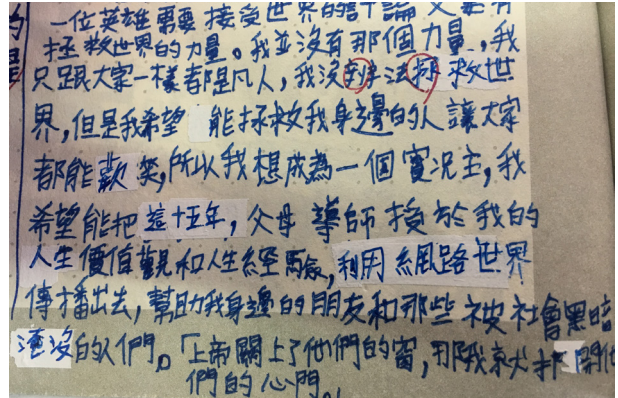 一位英雄需要接受世界的評論又要有
拯救世界的力量。我並沒有那個力量,我
只跟大家一樣都是凡人,我沒辦法拯救世
界,但是我希望能拯救我身邊的人讓大家
都能歡樂,所以我想成為一個實況主,我
希望能把這十五年,父母導師授於我的
人生價值觀和人生經驗,利用網路世界
傳播出去,幫助我身邊的朋友和那些被社會黑暗
淹沒的人們。「上帝關上了他們的窗,那我就打開他
們的心門。